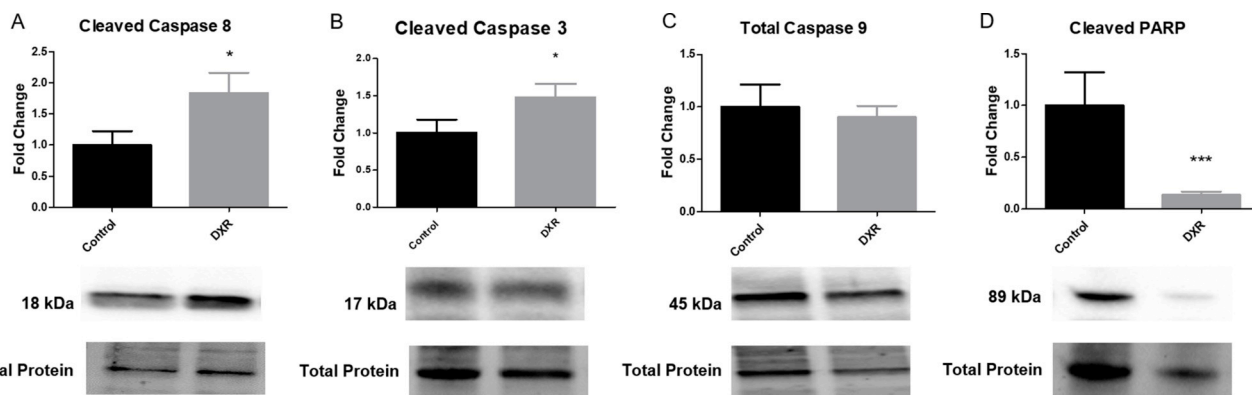 A
Cleaved Caspase 8
Fold Change
2.5
2.0
1.5
1.0
0.5
0.0
*
Control
DXR
18 kDa
al Protein
B
Cleaved Caspase 3
Fold Change
2.0
1.5
1.0
0.5
0.0
*
Control
DXR
17 kDa
Total Protein
C
Total Caspase 9
Fold Change
1.5
1.0
0.5
0.0
Control
DXR
45 kDa
Total Protein
D
Cleaved PARP
Fold Change
1.5
1.0
0.5
0.0
***
Control
DXR
89 kDa
Total Protein